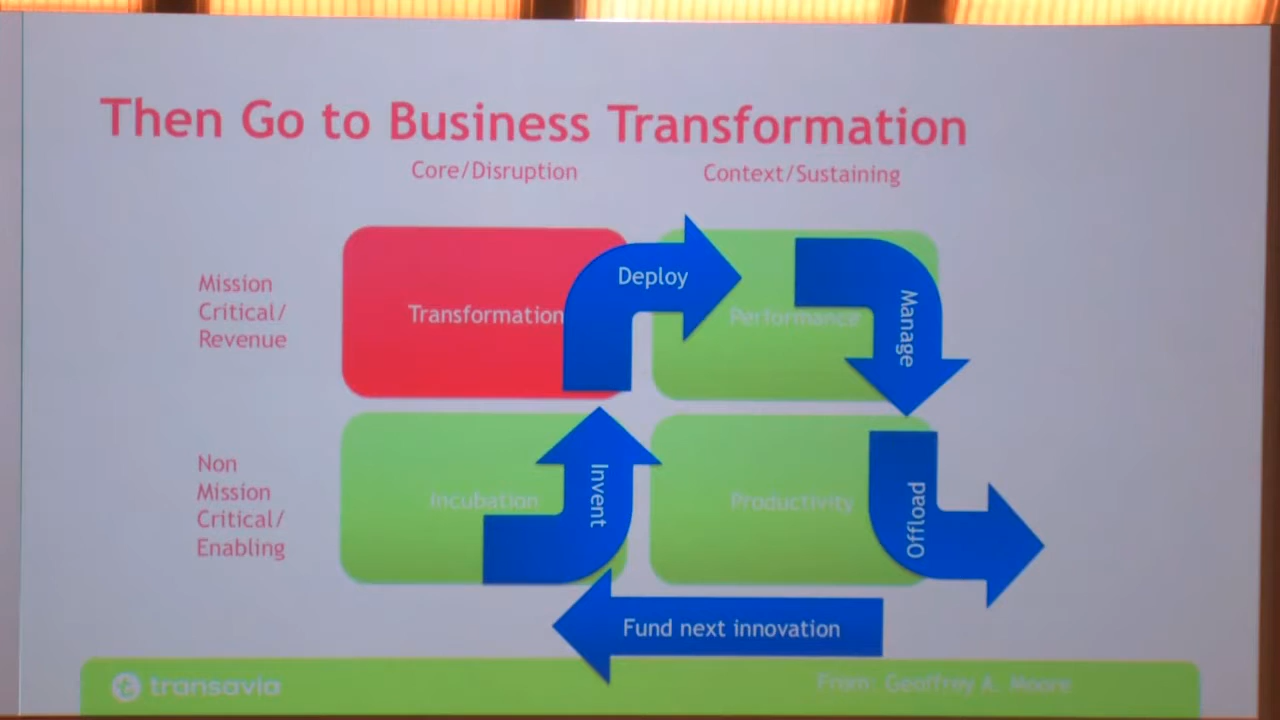 Then Go to Business Transformation
Core/Disruption
Context/Sustaining
Mission
Critical/
Revenue
Transformation
Deploy
Performance
Manage
Non
Mission
Critical/
Enabling
Incubation
Invent
Productivity
Offload
Fund next innovation
transavia
From: Geoffrey A. Moore